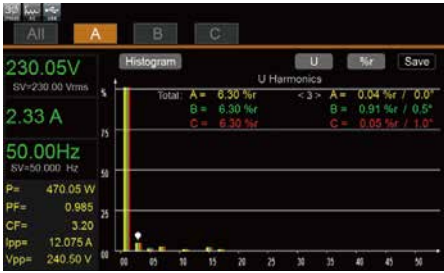 3Φ
AC
USB
All A B C
230.05V
SV=230.00 Vrms
2.33 A
50.00Hz
SV=50.000 Hz
P= 470.05 W
PF= 0.985
CF= 3.20
Ipp= 12.075 A
Vpp= 240.50 V
Histogram U %r Save
U Harmonics
Total: A = 6.30 %r < 3 > A = 0.04 %r / 0.0°
B = 6.30 %r B = 0.91 %r / 0.5°
C = 6.30 %r C = 0.05 %r / 1.0°
%
75
50
25
00 05 10 15 20 25 30 35 40 45 50